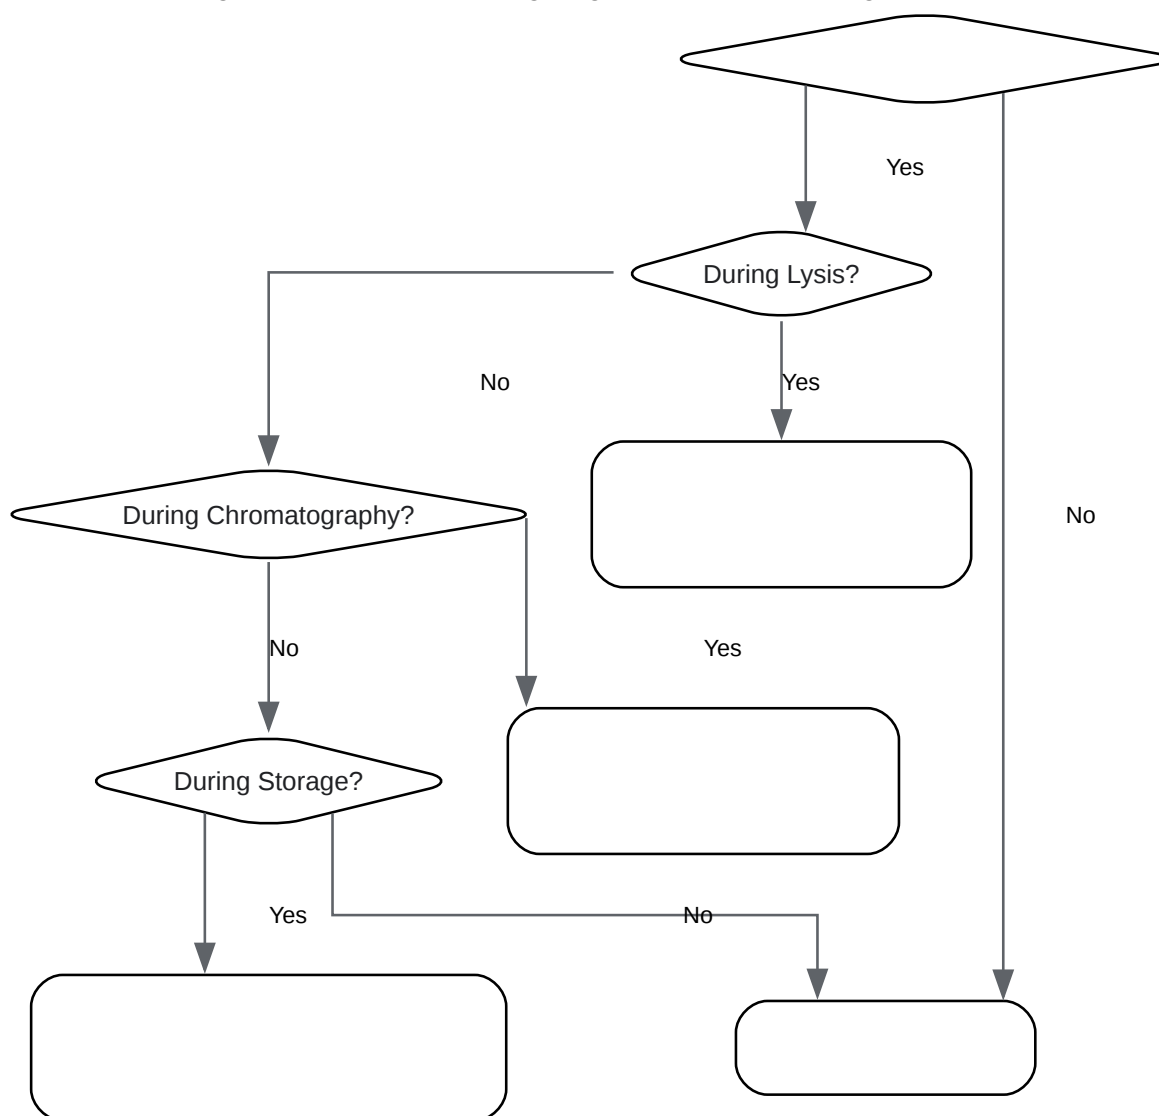 Yes
During Lysis?
No
Yes
During Chromatography?
No
No
Yes
During Storage?
Yes
No